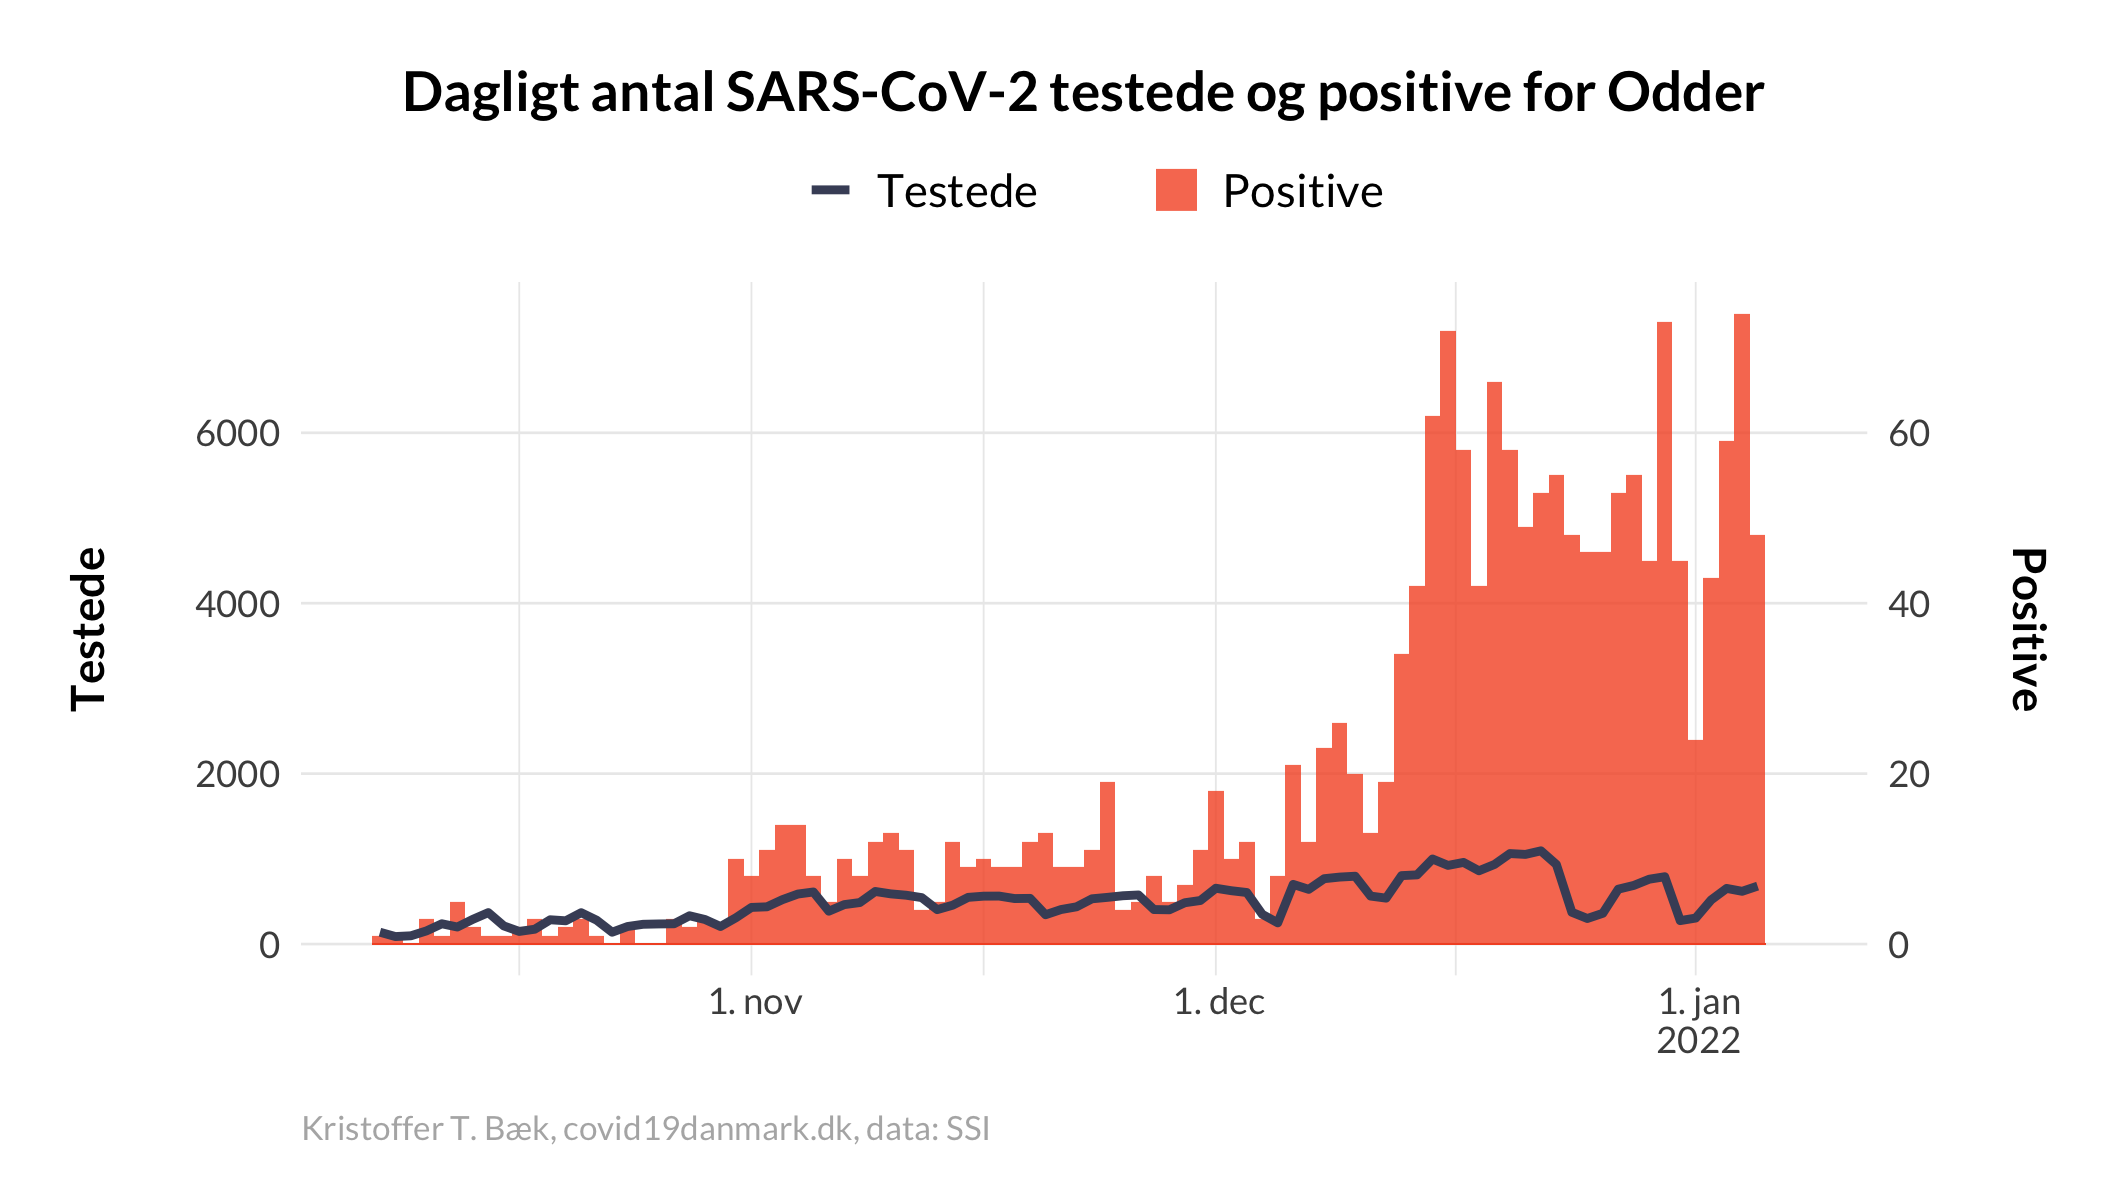 Dagligt antal SARS-CoV-2 testede og positive for Odder
Testede
Positive
Testede
6000
4000
2000
0
60
40
20
0
Positive
1. nov
1. dec
1. jan
2022
Kristoffer T. Bæk, covid19danmark.dk, data: SSI